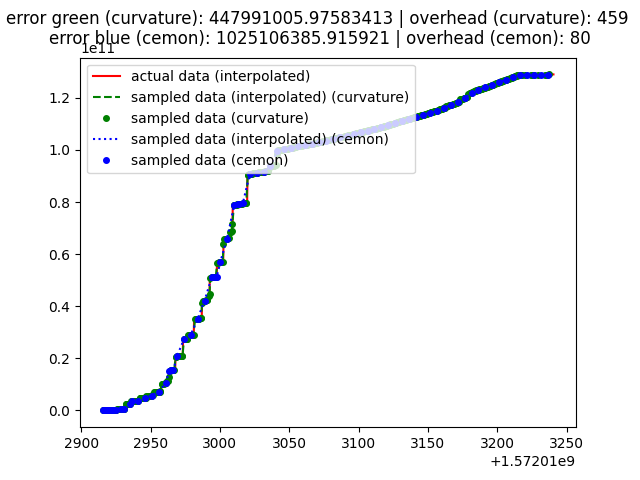 error green (curvature): 447991005.97583413 | overhead (curvature): 459
error blue (cemon): 1025106385.915921 | overhead (cemon): 80
1e11
actual data (interpolated)
sampled data (interpolated) (curvature)
sampled data (curvature)
sampled data (interpolated) (cemon)
sampled data (cemon)
1.2
1.0
0.8
0.6
0.4
0.2
0.0
2900 2950 3000 3050 3100 3150 3200 3250
+1.57201e9